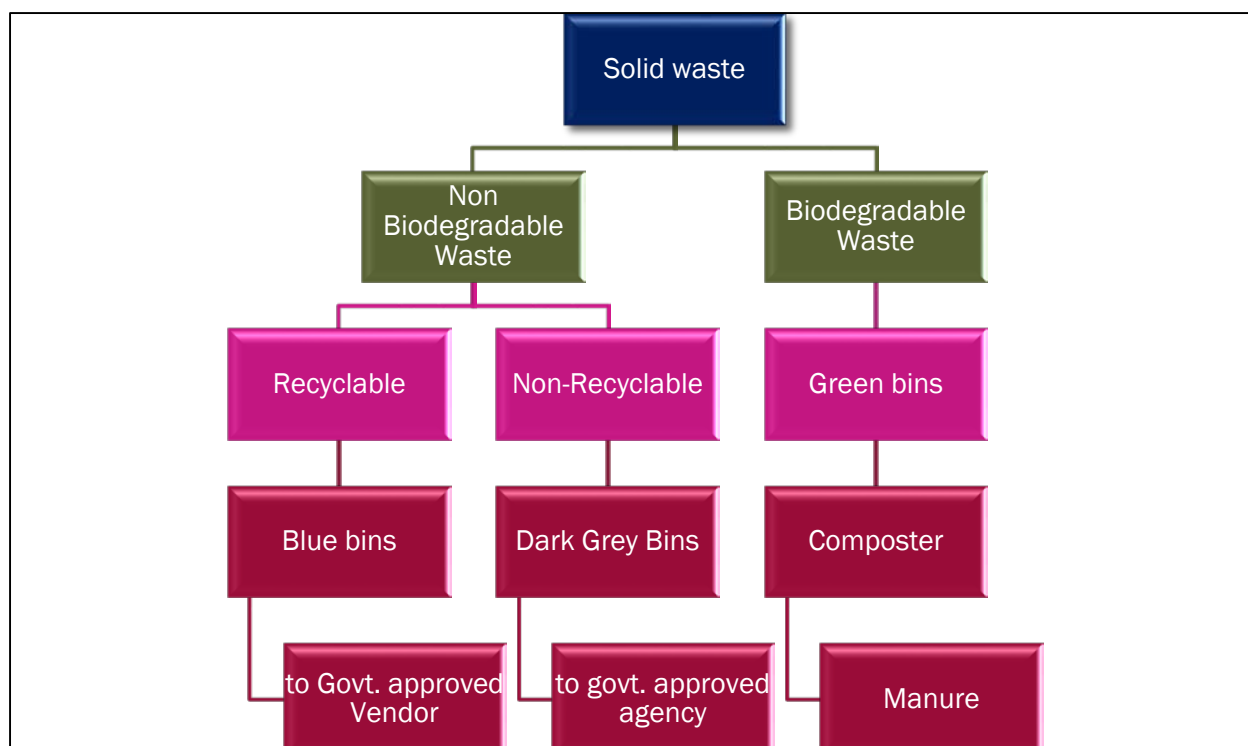 Solid waste
Non
Biodegradable
Waste
Biodegradable
Waste
Recyclable
Non-Recyclable
Green bins
Blue bins
Dark Grey Bins
Composter
to Govt. approved
Vendor
to govt. approved
agency
Manure